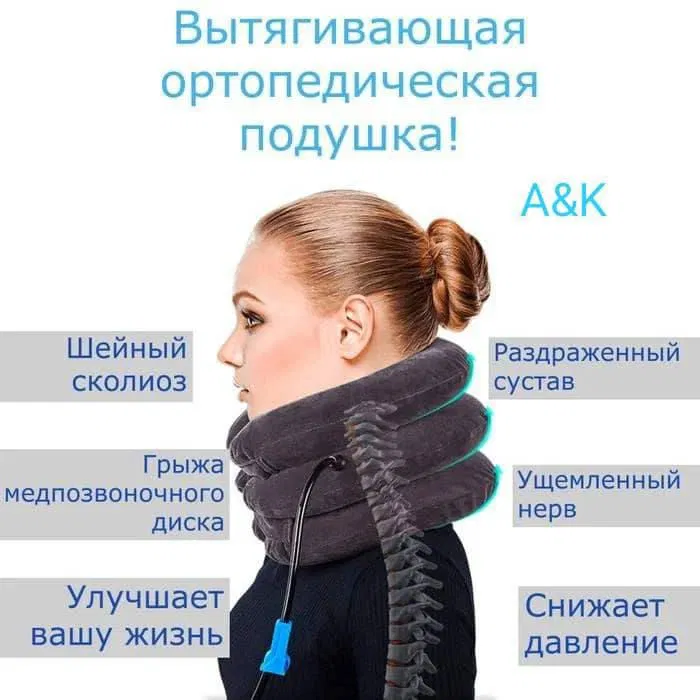 Вытягивающая
ортопедическая
подушка!
A&K
Шейный
сколиоз
Раздраженный
сустав
Грыжа
медпозвоночного
диска
Ущемленный
нерв
Улучшает
вашу жизнь
Снижает
давление